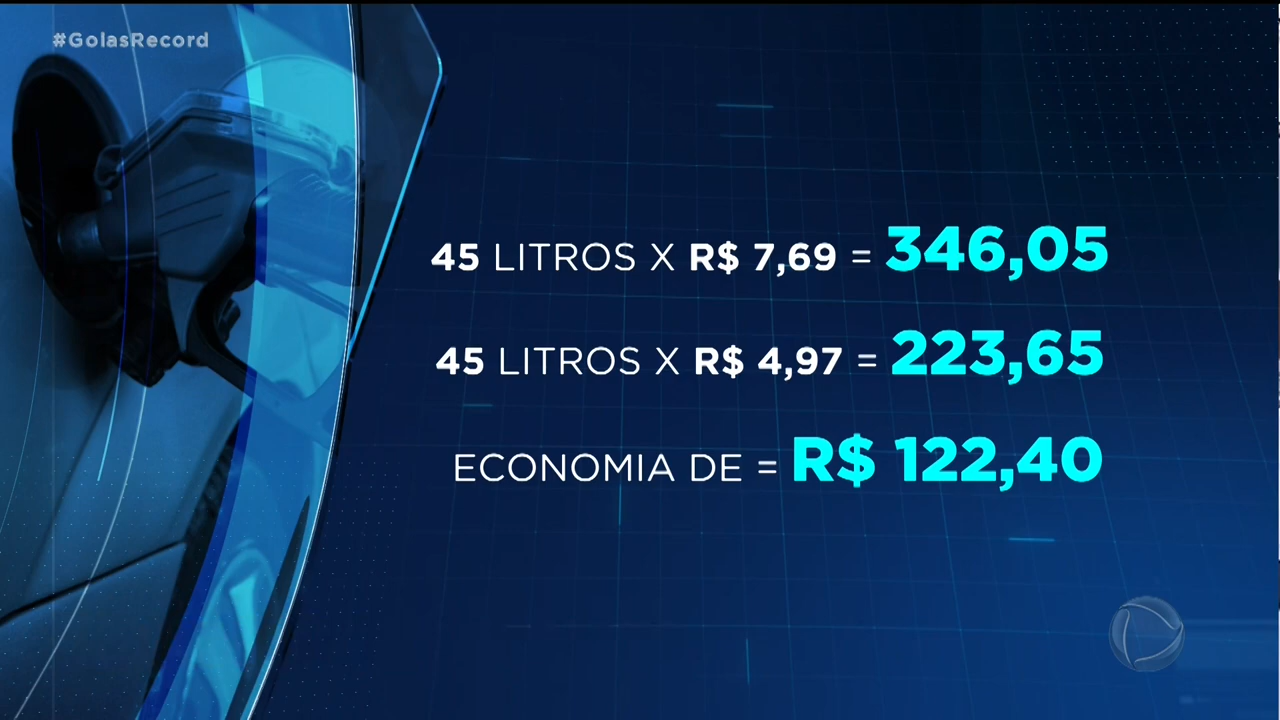 #GolasRecord
45 LITROS X R$ 7,69 = 346,05
45 LITROS X R$ 4,97 = 223,65
ECONOMIA DE = R$ 122,40